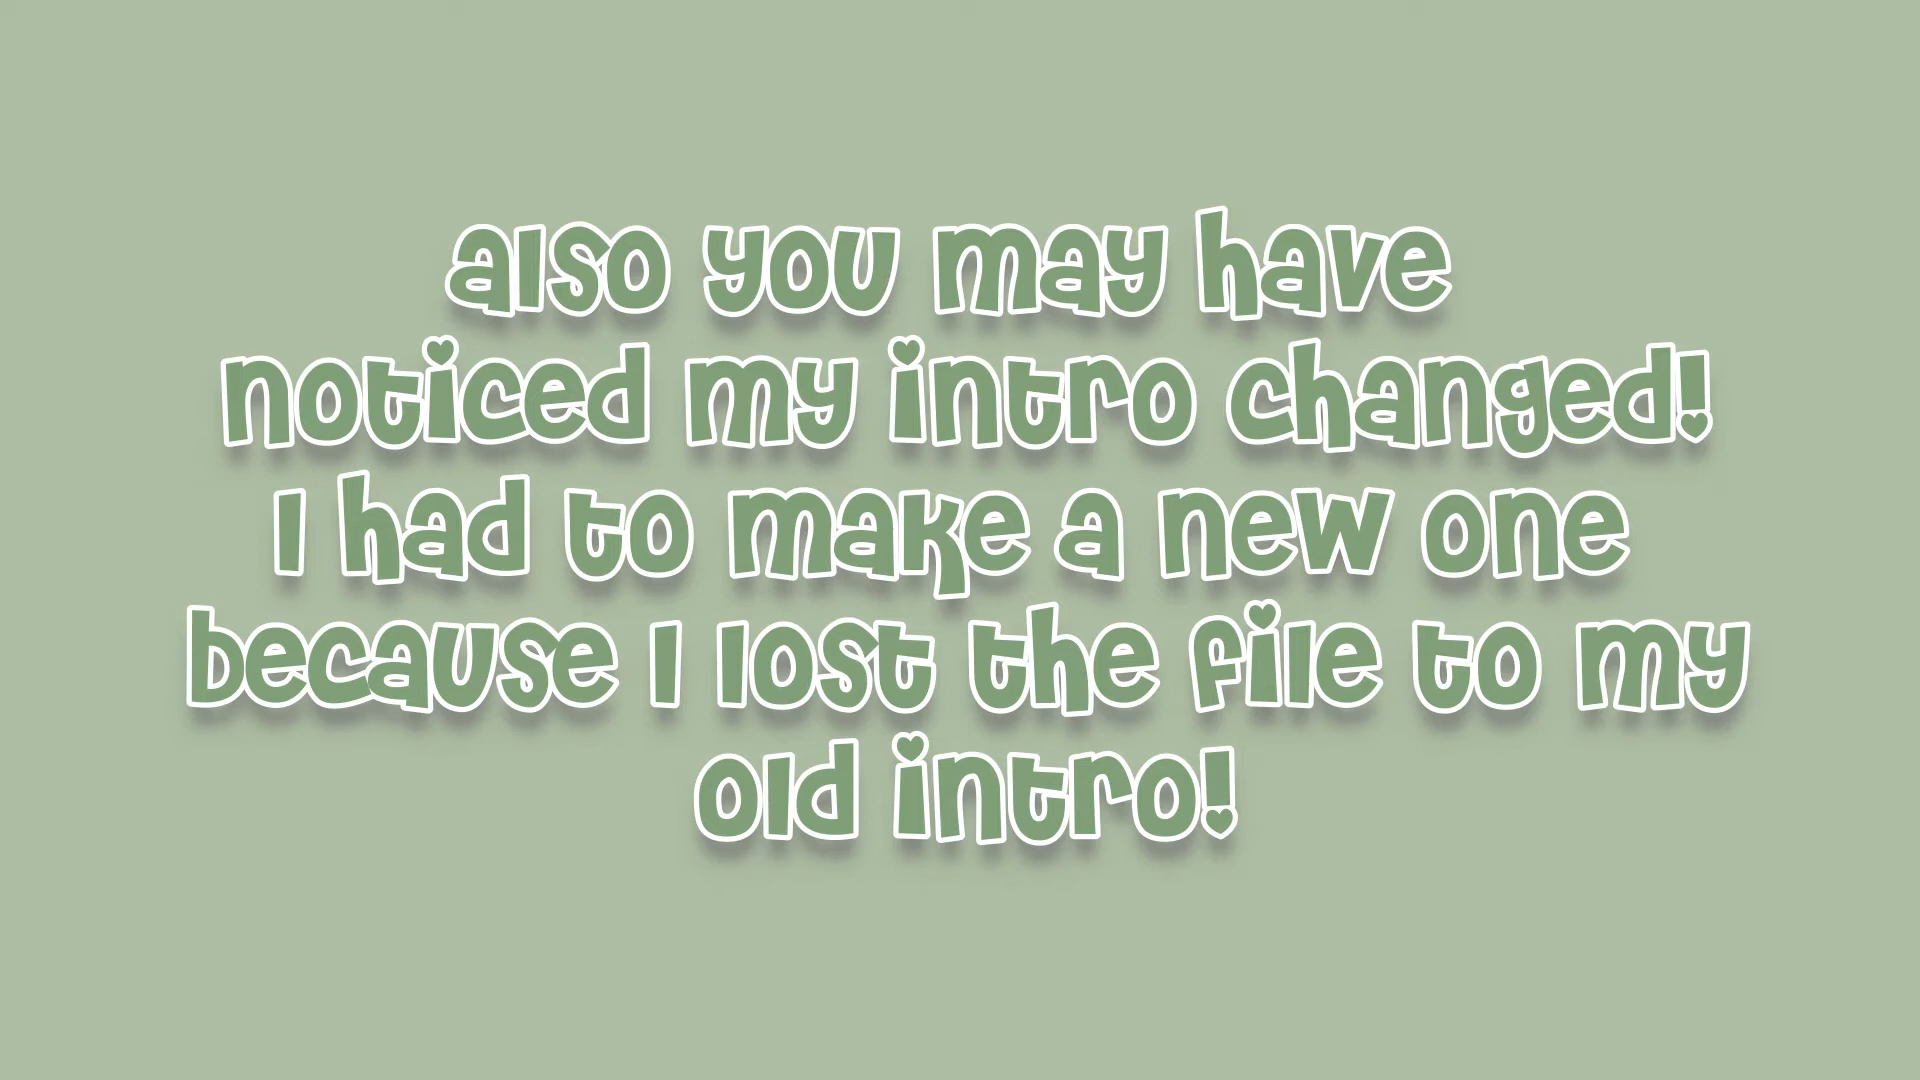 also you may have
noticed my intro changed!
I had to make a new one
because I lost the file to my
old intro!